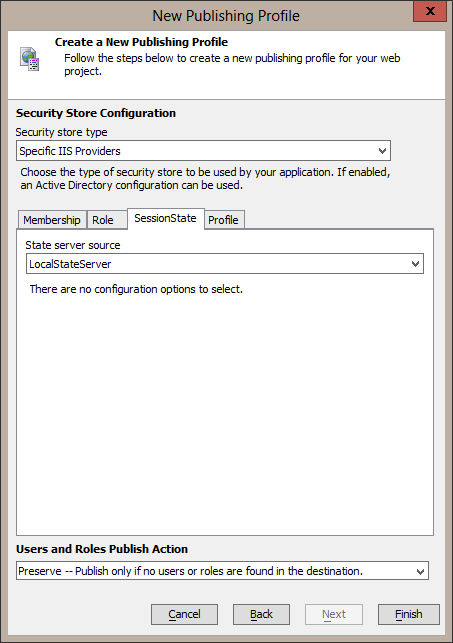 New Publishing Profile
x
Create a New Publishing Profile
Follow the steps below to create a new publishing profile for your web
project.
Security Store Configuration
Security store type
Specific IIS Providers
Choose the type of security store to be used by your application. If enabled,
an Active Directory configuration can be used.
Membership Role SessionState Profile
State server source
LocalStateServer
There are no configuration options to select.
Users and Roles Publish Action
Preserve -- Publish only if no users or roles are found in the destination.
Cancel Back Next Finish